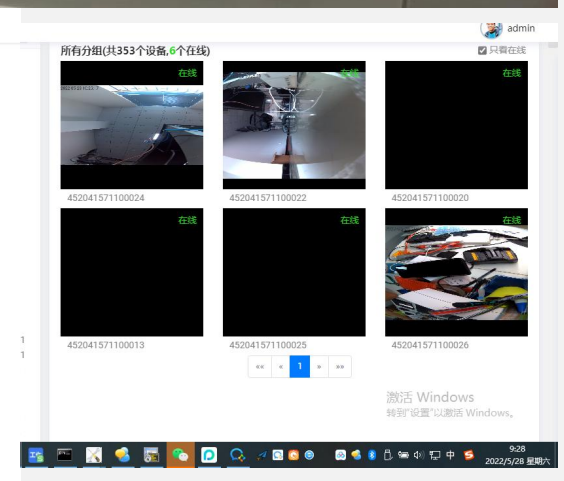 admin
所有分组(共353个设备,6个在线)
只看在线
在线
在线
在线
452041571100024
452041571100022
452041571100020
在线
在线
在线
452041571100013
452041571100025
452041571100026
1
1
«« « 1 » »»
激活 Windows
转到"设置"以激活 Windows。
中
9:28
2022/5/28 星期六